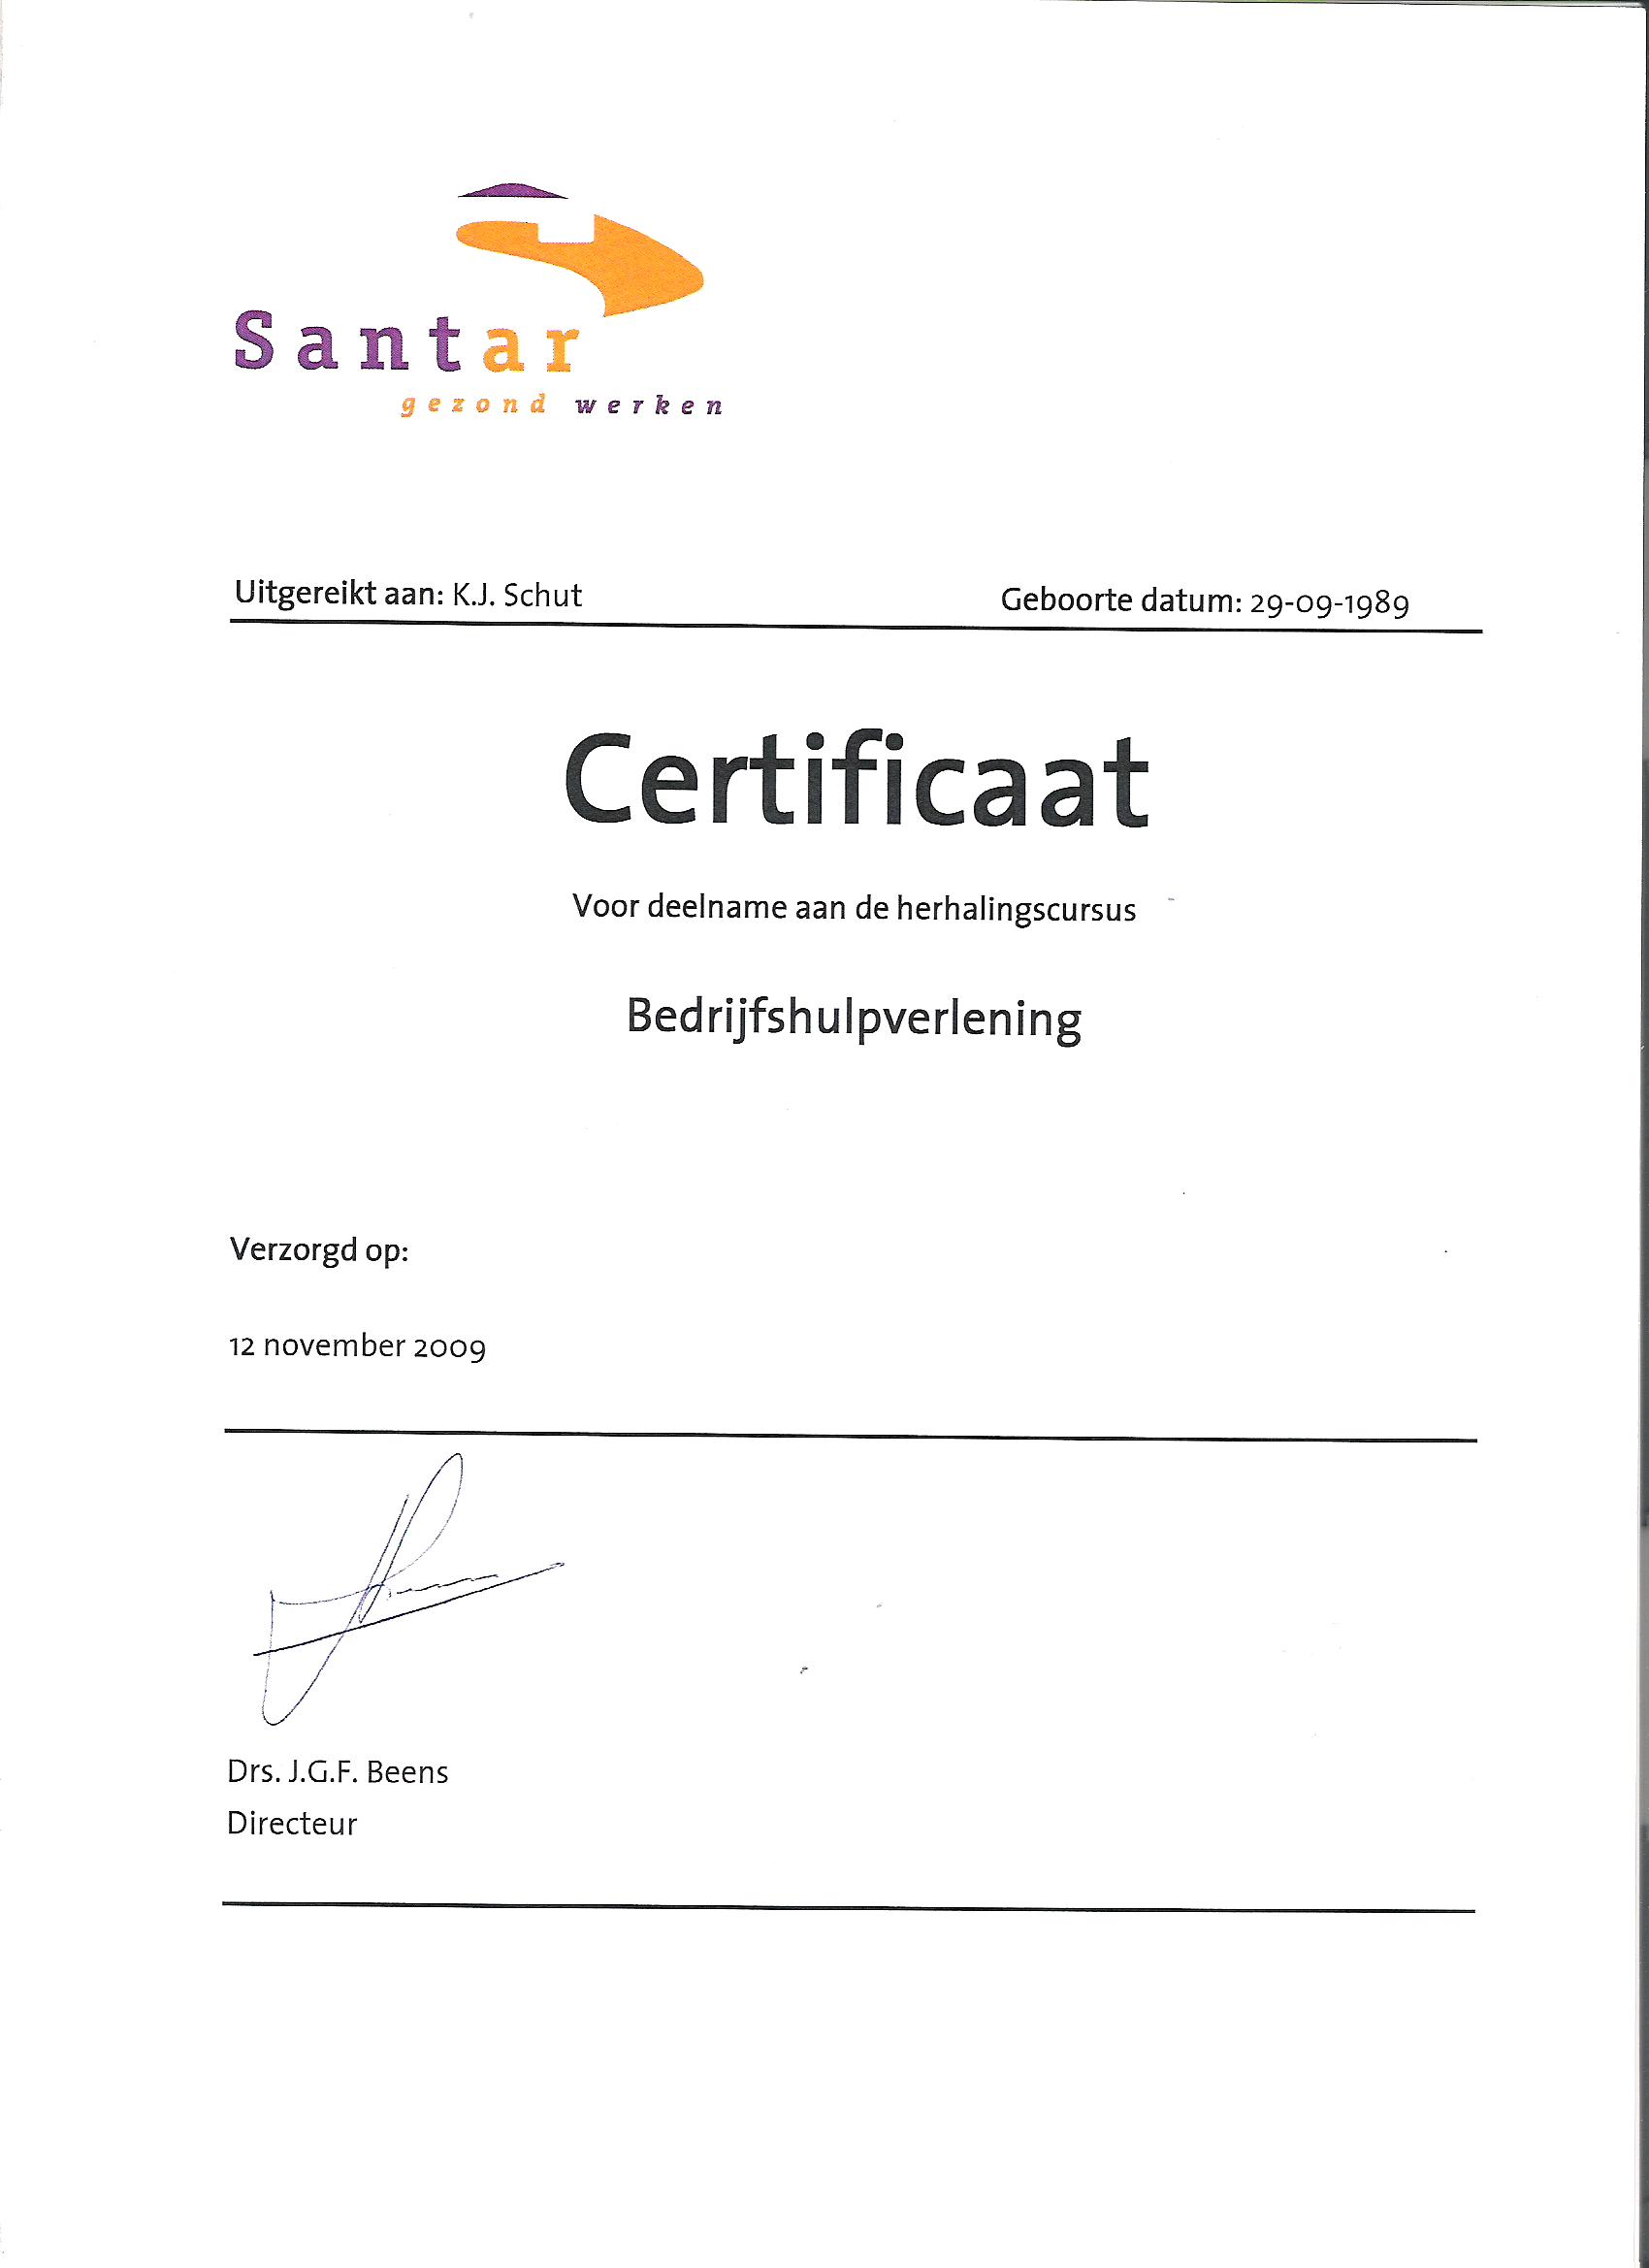 Santar
gezond werken
Uitgereikt aan: K.J. Schut Geboorte datum: 29-09-1989
Certificaat
Voor deelname aan de herhalingscursus
Bedrijfshulpverlening
Verzorgd op:
12 november 2009
Drs. J.G.F. Beens
Directeur